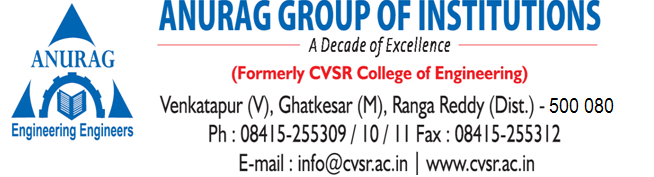 ANURAG GROUP OF INSTITUTIONS
A Decade of Excellence
(Formerly CVSR College of Engineering)
Venkatapur (V), Ghatkesar (M), Ranga Reddy (Dist.) - 500 080
Ph : 08415-255309 / 10 / 11 Fax : 08415-255312
E-mail : info@cvsr.ac.in | www.cvsr.ac.in
ANURAG
Engineering Engineers